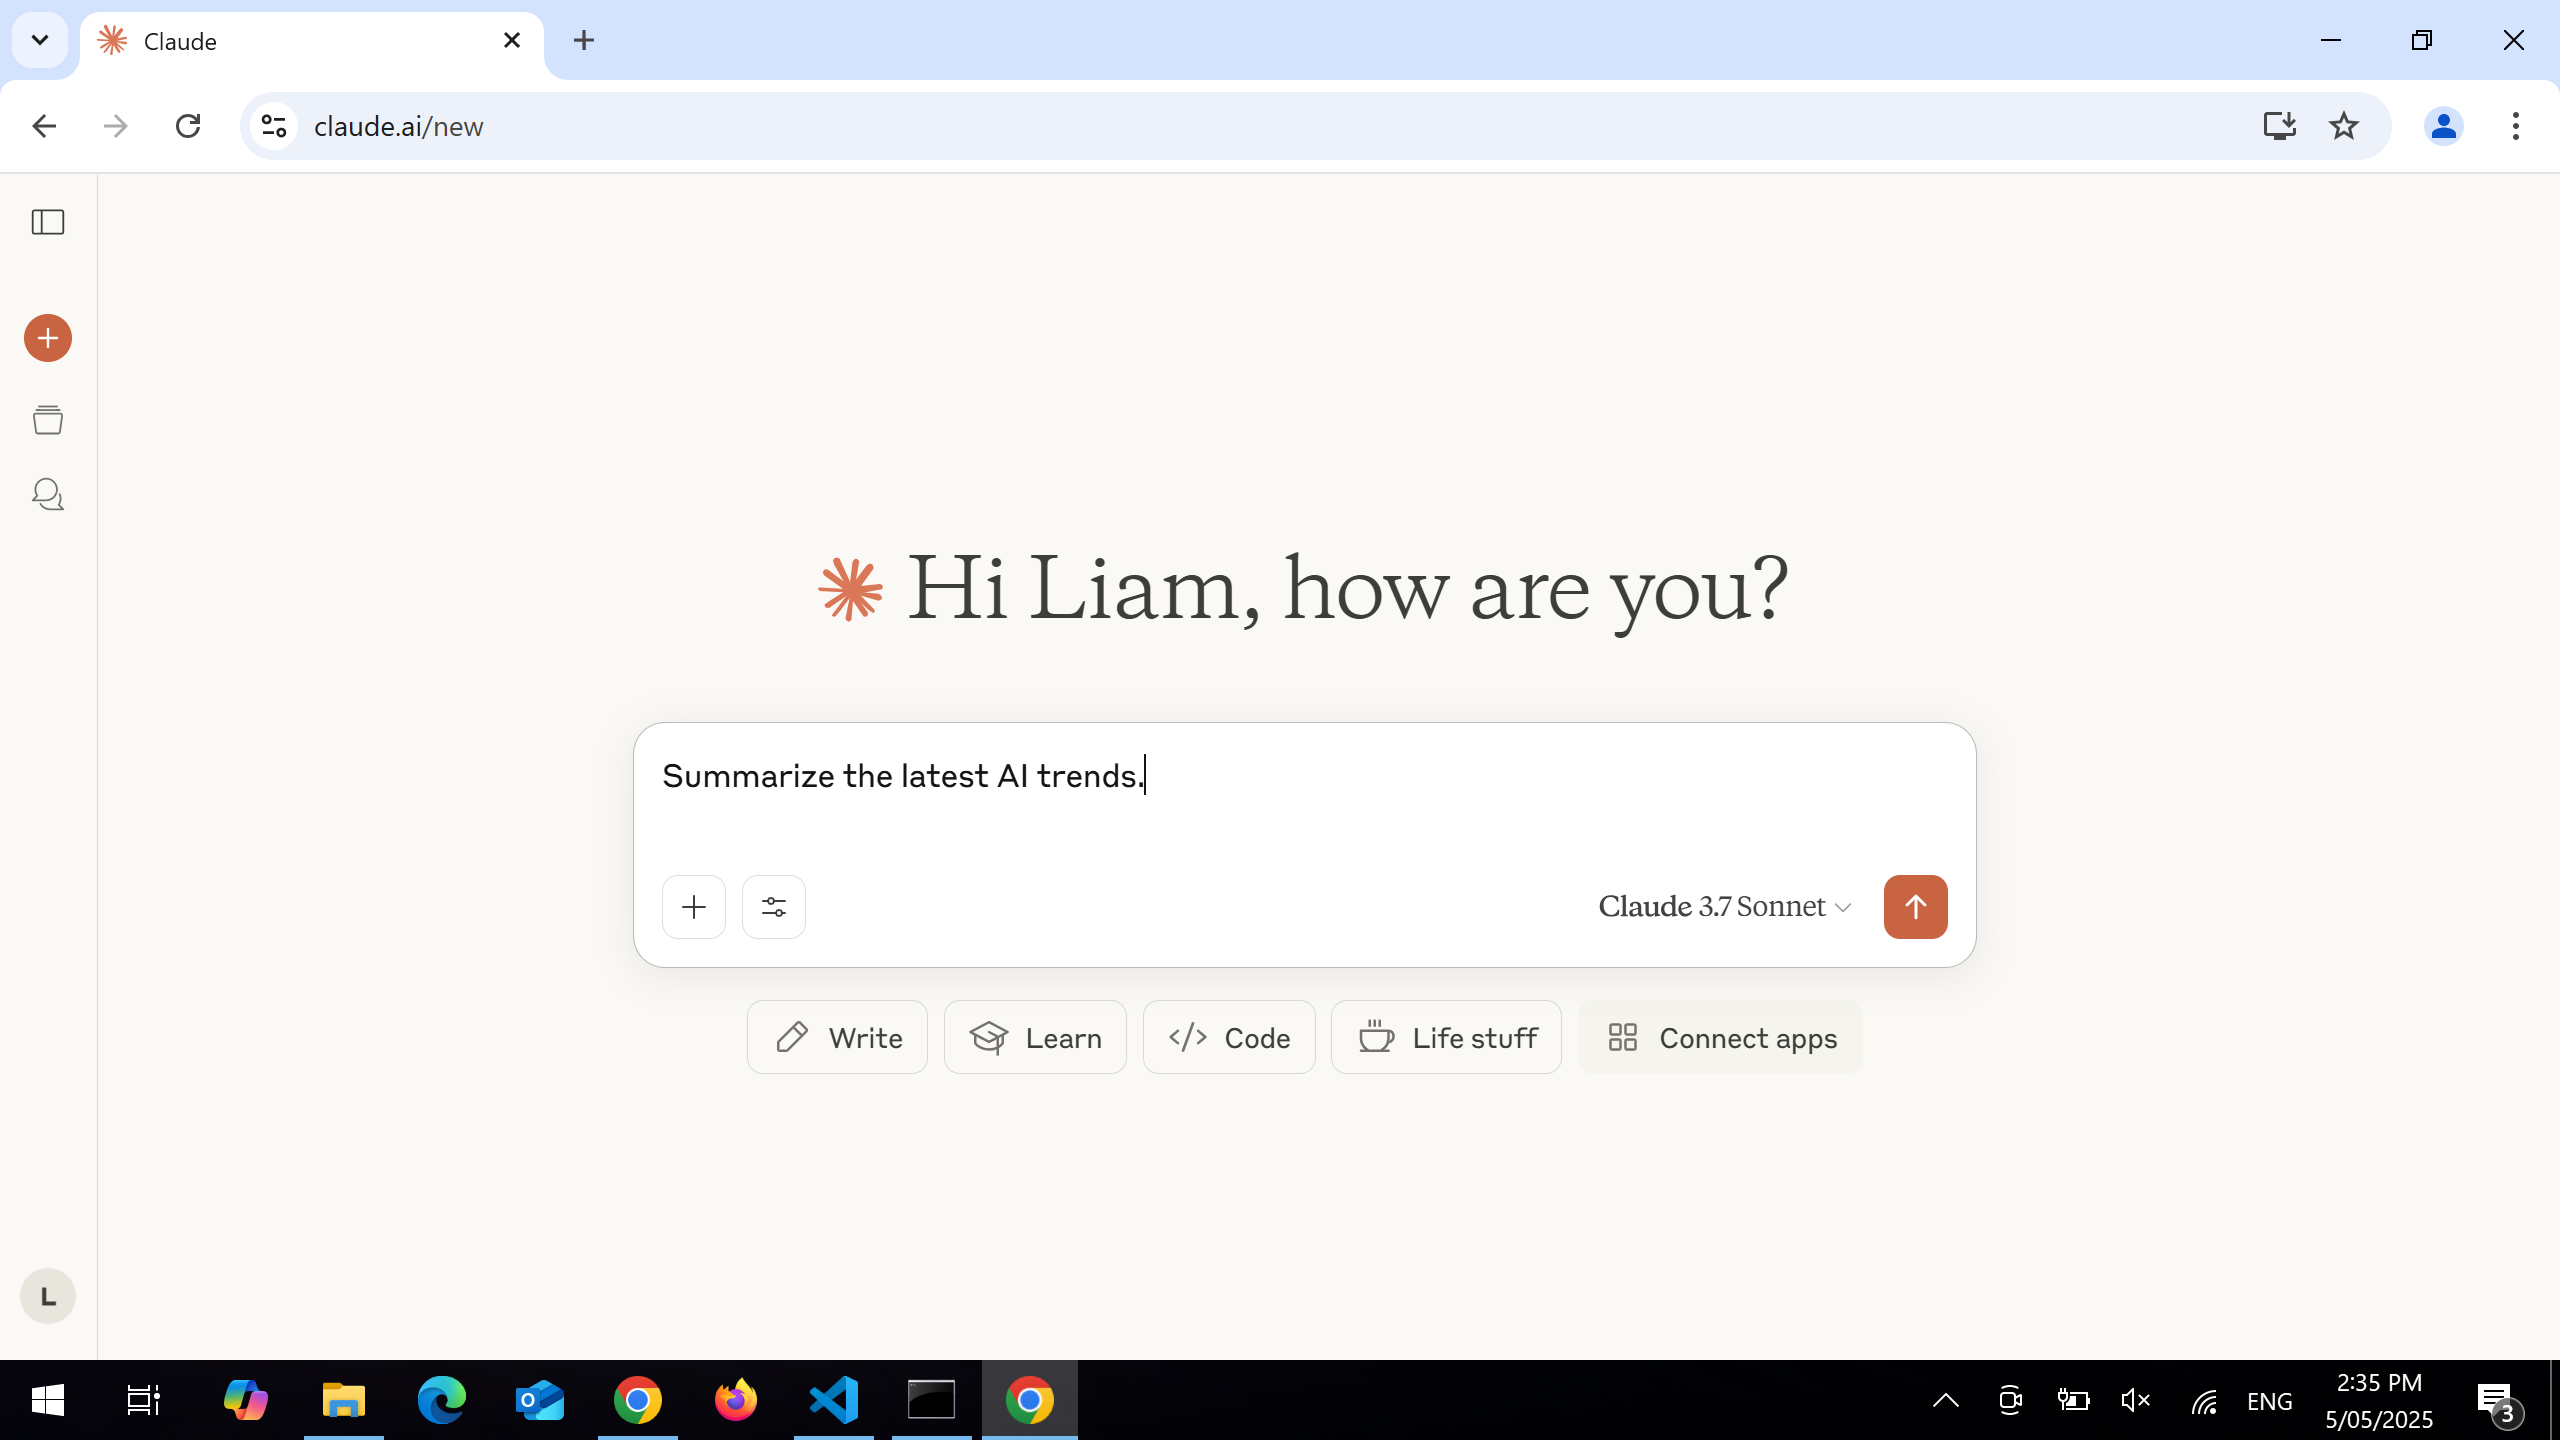 Claude
claude.ai/new
Hi Liam, how are you?
Summarize the latest AI trends.
Claude 3.7 Sonnet
Write
Learn
Code
Life stuff
Connect apps
L
ENG
2:35 PM
5/05/2025
3